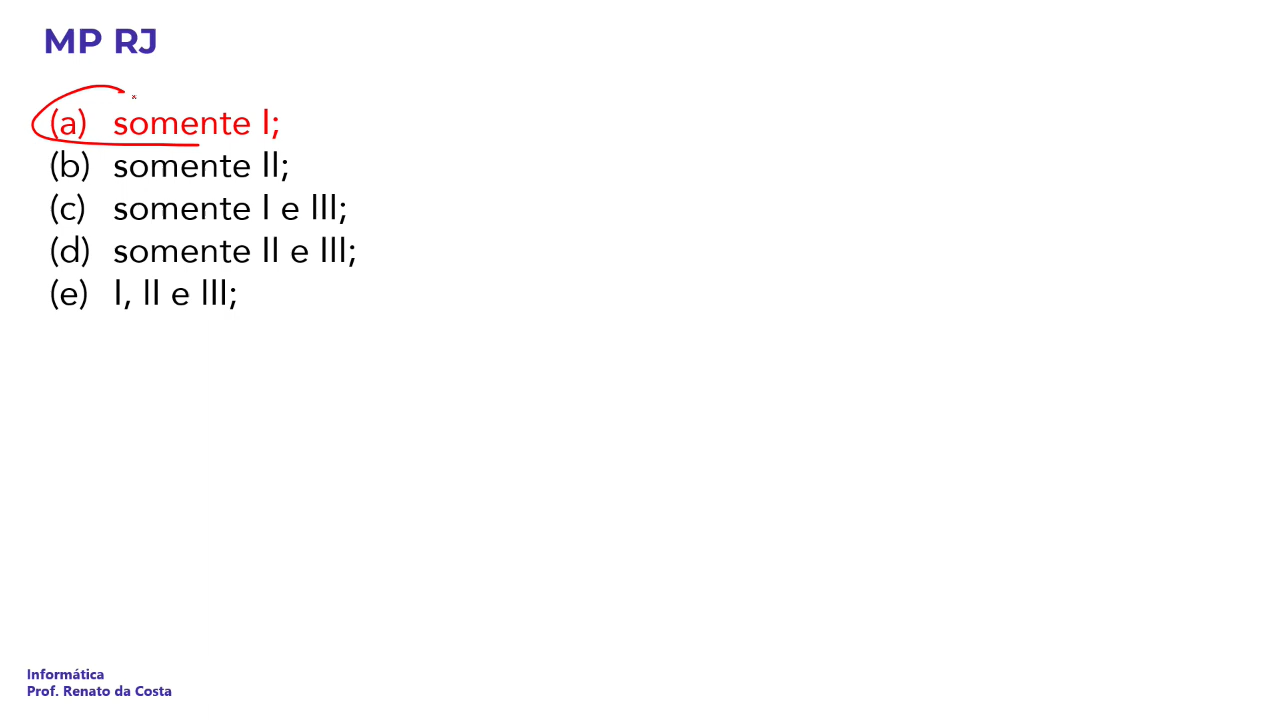 MP RJ
(a) somente I;
(b) somente II;
(c) somente I e III;
(d) somente II e III;
(e) I, II e III;
Informática
Prof. Renato da Costa